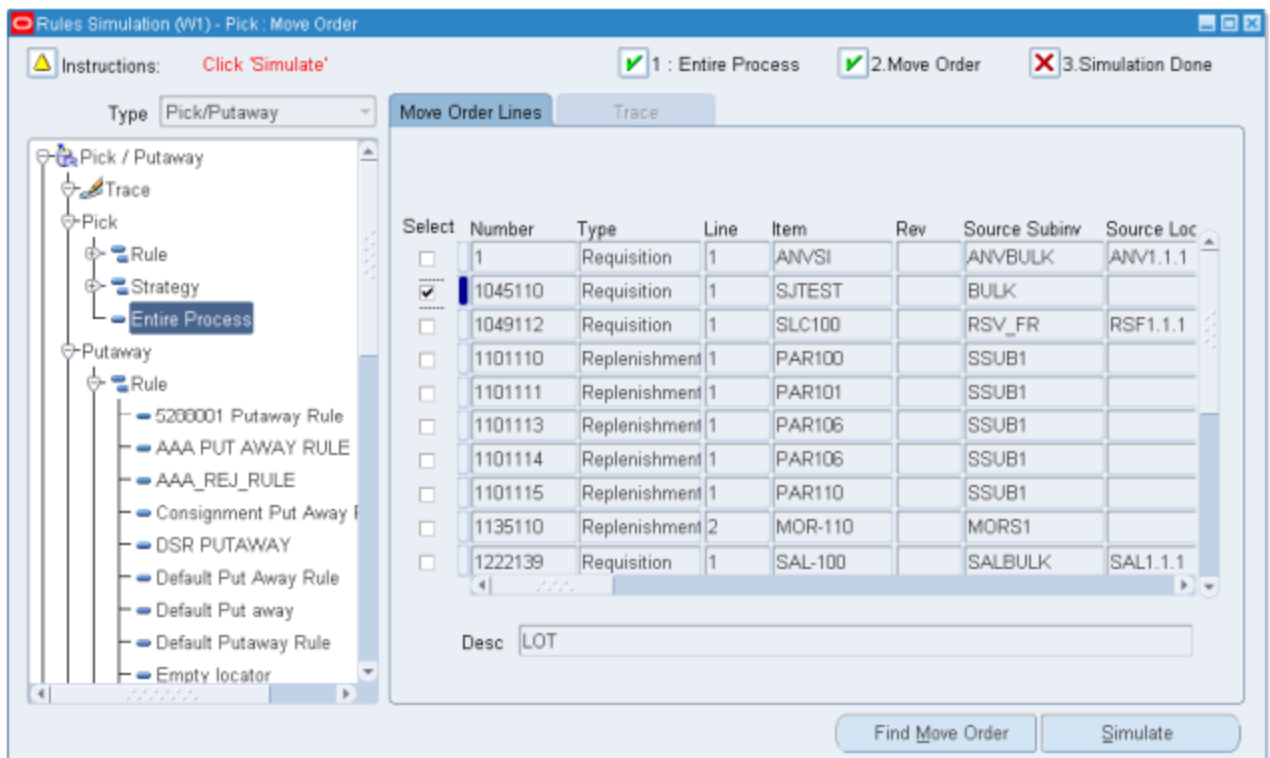 Rules Simulation (W1) - Pick : Move Order
Instructions: Click 'Simulate' 1 : Entire Process 2.Move Order 3.Simulation Done
Type Pick/Putaway
Move Order Lines Trace
Pick / Putaway
Trace
Pick
Rule
Strategy
Entire Process
Putaway
Rule
5288001 Putaway Rule
AAA PUT AWAY RULE
AAA_REJ_RULE
Consignment Put Away
DSR PUTAWAY
Default Put Away Rule
Default Put away
Default Putaway Rule
Empty locator
Select Number Type Line Item Rev Source Subinv Source Loc
1 Requisition 1 ANVSI ANVBULK ANV1.1.1
1045110 Requisition 1 SJTEST BULK
1049112 Requisition 1 SLC100 RSV_FR RSF1.1.1
1101110 Replenishment 1 PAR100 SSUB1
1101111 Replenishment 1 PAR101 SSUB1
1101113 Replenishment 1 PAR106 SSUB1
1101114 Replenishment 1 PAR106 SSUB1
1101115 Replenishment 1 PAR110 SSUB1
1135110 Replenishment 2 MOR-110 MORS1
1222139 Requisition 1 SAL-100 SALBULK SAL1.1.1
Desc LOT
Find Move Order Simulate